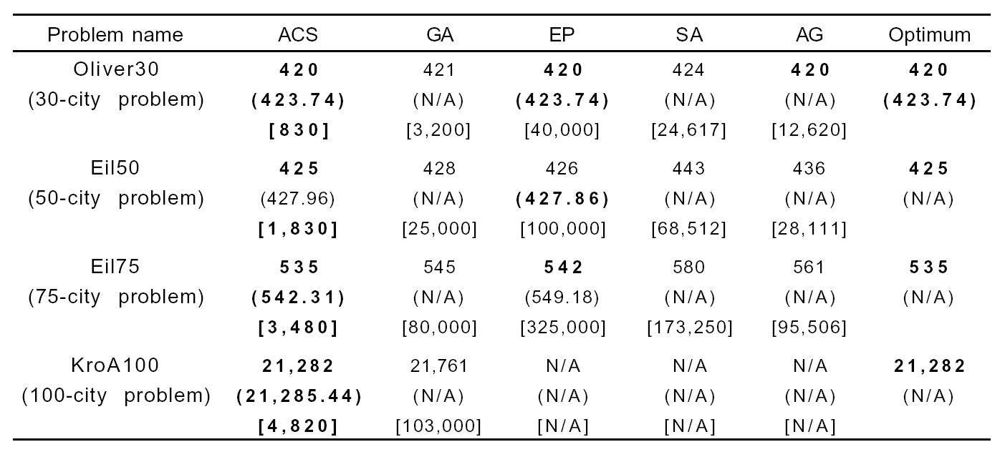 Problem name ACS GA EP SA AG Optimum
Oliver30 420 421 420 424 420 420
(30-city problem) (423.74) (N/A) (423.74) (N/A) (N/A) (423.74)
[830] [3,200] [40,000] [24,617] [12,620]
Eil50 425 428 426 443 436 425
(50-city problem) (427.96) (N/A) (427.86) (N/A) (N/A) (N/A)
[1,830] [25,000] [100,000] [68,512] [28,111]
Eil75 535 545 542 580 561 535
(75-city problem) (542.31) (N/A) (549.18) (N/A) (N/A) (N/A)
[3,480] [80,000] [325,000] [173,250] [95,506]
KroA100 21,282 21,761 N/A N/A N/A 21,282
(100-city problem) (21,285.44) (N/A) (N/A) (N/A) (N/A) (N/A)
[4,820] [103,000] [N/A] [N/A] [N/A]